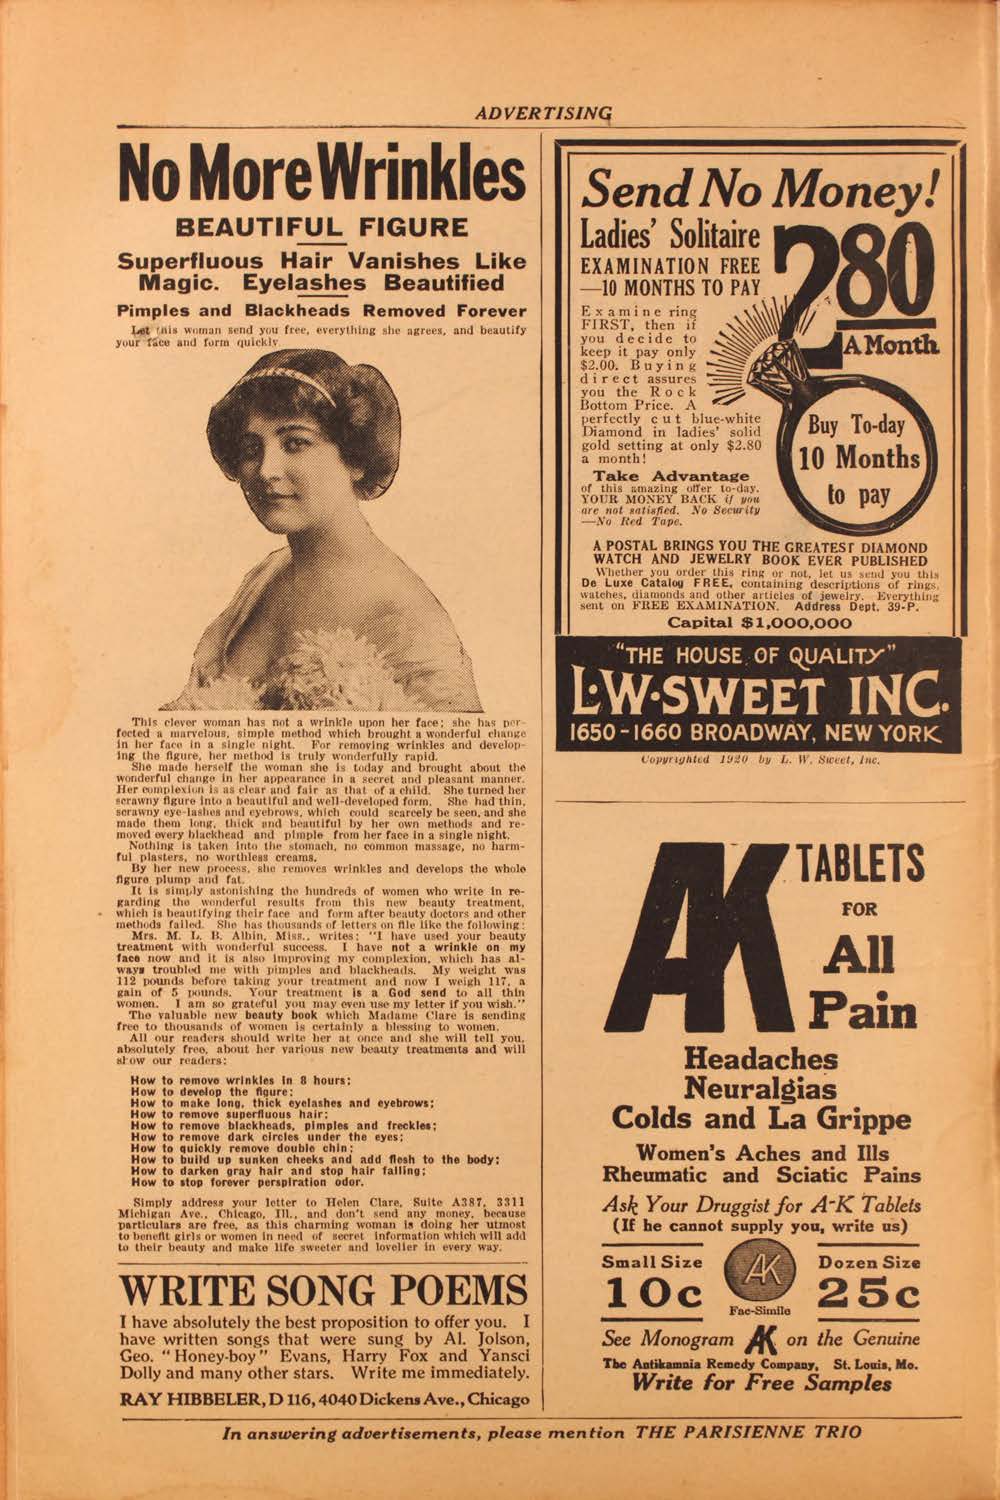 ADVERTISING
No More Wrinkles
BEAUTIFUL FIGURE
Superfluous Hair Vanishes Like
Magic. Eyelashes Beautified
Pimples and Blackheads Removed Forever
Let this woman send you free, everything she agrees, and beautify
your face and form quickly
This clever woman has not a wrinkle upon her face; she has per-
fected a marvelous, simple method which brought a wonderful change
in her face in a single night. For removing wrinkles and develop-
ing the figure, her method is truly wonderfully rapid.
She made herself the woman she is today and brought about the
wonderful change in her appearance in a secret and pleasant manner.
Her complexion is as clear and fair as that of a child. She turned her
scrawny figure into a beautiful and well-developed form. She had thin,
scrawny eye-lashes and eyebrows, which could scarcely be seen, and she
made them long, thick and beautiful by her own methods and re-
moved every blackhead and pimple from her face in a single night.
Nothing is taken into the stomach, no common massage, no harm-
ful plasters, no worthless creams.
By her new process, she removes wrinkles and develops the whole
figure plump and fat.
It is simply astonishing the hundreds of women who write in re-
garding the wonderful results from this new beauty treatment,
which is beautifying their face and form after beauty doctors and other
methods failed. She has thousands of letters on file like the following:
Mrs. M. L. B. Albin, Miss., writes: "I have used your beauty
treatment with wonderful success. I have not a wrinkle on my
face now and it is also improving my complexion, which has al-
ways troubled me with pimples and blackheads. My weight was
112 pounds before taking your treatment and now I weigh 117, a
gain of 5 pounds. Your treatment is a God send to all thin
women. I am so grateful you may even use my letter if you wish."
The valuable new beauty book which Madame Clare is sending
free to thousands of women is certainly a blessing to women.
All our readers should write her at once and she will tell you,
absolutely free, about her various new beauty treatments and will
show our readers:
How to remove wrinkles in 8 hours;
How to develop the figure;
How to make long, thick eyelashes and eyebrows;
How to remove superfluous hair;
How to remove blackheads, pimples and freckles;
How to remove dark circles under the eyes;
How to quickly remove double chin;
How to build up sunken cheeks and add flesh to the body;
How to darken gray hair and stop hair falling;
How to stop forever perspiration odor.
Simply address your letter to Helen Clare, Suite A387, 3311
Michigan Ave., Chicago, Ill., and don't send any money, because
particulars are free, as this charming woman is doing her utmost
to benefit girls or women in need of secret information which will add
to their beauty and make life sweeter and lovelier in every way.
WRITE SONG POEMS
I have absolutely the best proposition to offer you. I
have written songs that were sung by Al. Jolson,
Geo. "Honey-boy" Evans, Harry Fox and Yansci
Dolly and many other stars. Write me immediately.
RAY HIBBELER, D 116, 4040 Dickens Ave., Chicago
Send No Money!
Ladies' Solitaire
EXAMINATION FREE
—10 MONTHS TO PAY
280
A Month
Examine ring
FIRST, then if
you decide to
keep it pay only
$2.00. Buying
direct assures
you the Rock
Bottom Price. A
perfectly cut blue-white
Diamond in ladies' solid
gold setting at only $2.80
a month!
Take Advantage
of this amazing offer to-day.
YOUR MONEY BACK if you
are not satisfied. No Security
—No Red Tape.
Buy To-day
10 Months
to pay
A POSTAL BRINGS YOU THE GREATEST DIAMOND
WATCH AND JEWELRY BOOK EVER PUBLISHED
Whether you order this ring or not, let us send you this
De Luxe Catalog FREE, containing descriptions of rings,
watches, diamonds and other articles of jewelry. Everything
sent on FREE EXAMINATION. Address Dept. 39-P.
Capital $1,000,000
"THE HOUSE OF QUALITY"
L·W·SWEET INC.
1650-1660 BROADWAY, NEW YORK
Copyrighted 1920 by L. W. Sweet, Inc.
AK TABLETS
FOR
All
Pain
Headaches
Neuralgias
Colds and La Grippe
Women's Aches and Ills
Rheumatic and Sciatic Pains
Ask Your Druggist for A-K Tablets
(If he cannot supply you, write us)
Small Size
10c
AK
Fac-Simile
Dozen Size
25c
See Monogram AK on the Genuine
The Antikamnia Remedy Company, St. Louis, Mo.
Write for Free Samples
In answering advertisements, please mention THE PARISIENNE TRIO